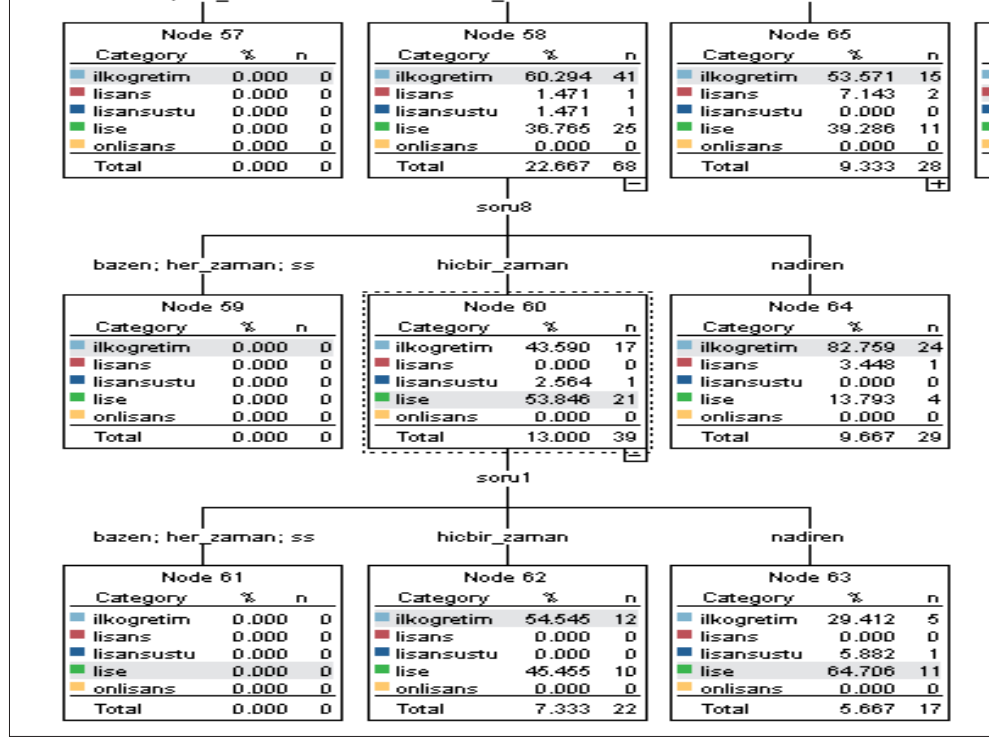 Node 57
Category % n
ilkogretim 0.000 0
lisans 0.000 0
lisansustu 0.000 0
lise 0.000 0
onlisans 0.000 0
Total 0.000 0
Node 58
Category % n
ilkogretim 60.294 41
lisans 1.471 1
lisansustu 1.471 1
lise 36.765 25
onlisans 0.000 0
Total 22.667 68
Node 65
Category % n
ilkogretim 53.571 15
lisans 7.143 2
lisansustu 0.000 0
lise 39.286 11
onlisans 0.000 0
Total 9.333 28
soru8
bazen; her_zaman; ss
hicbir_zaman
nadiren
Node 59
Category % n
ilkogretim 0.000 0
lisans 0.000 0
lisansustu 0.000 0
lise 0.000 0
onlisans 0.000 0
Total 0.000 0
Node 60
Category % n
ilkogretim 43.590 17
lisans 0.000 0
lisansustu 2.564 1
lise 53.846 21
onlisans 0.000 0
Total 13.000 39
Node 64
Category % n
ilkogretim 82.759 24
lisans 3.448 1
lisansustu 0.000 0
lise 13.793 4
onlisans 0.000 0
Total 9.667 29
soru1
bazen; her_zaman; ss
hicbir_zaman
nadiren
Node 61
Category % n
ilkogretim 0.000 0
lisans 0.000 0
lisansustu 0.000 0
lise 0.000 0
onlisans 0.000 0
Total 0.000 0
Node 62
Category % n
ilkogretim 54.545 12
lisans 0.000 0
lisansustu 0.000 0
lise 45.455 10
onlisans 0.000 0
Total 7.333 22
Node 63
Category % n
ilkogretim 29.412 5
lisans 0.000 0
lisansustu 5.882 1
lise 64.706 11
onlisans 0.000 0
Total 5.667 17